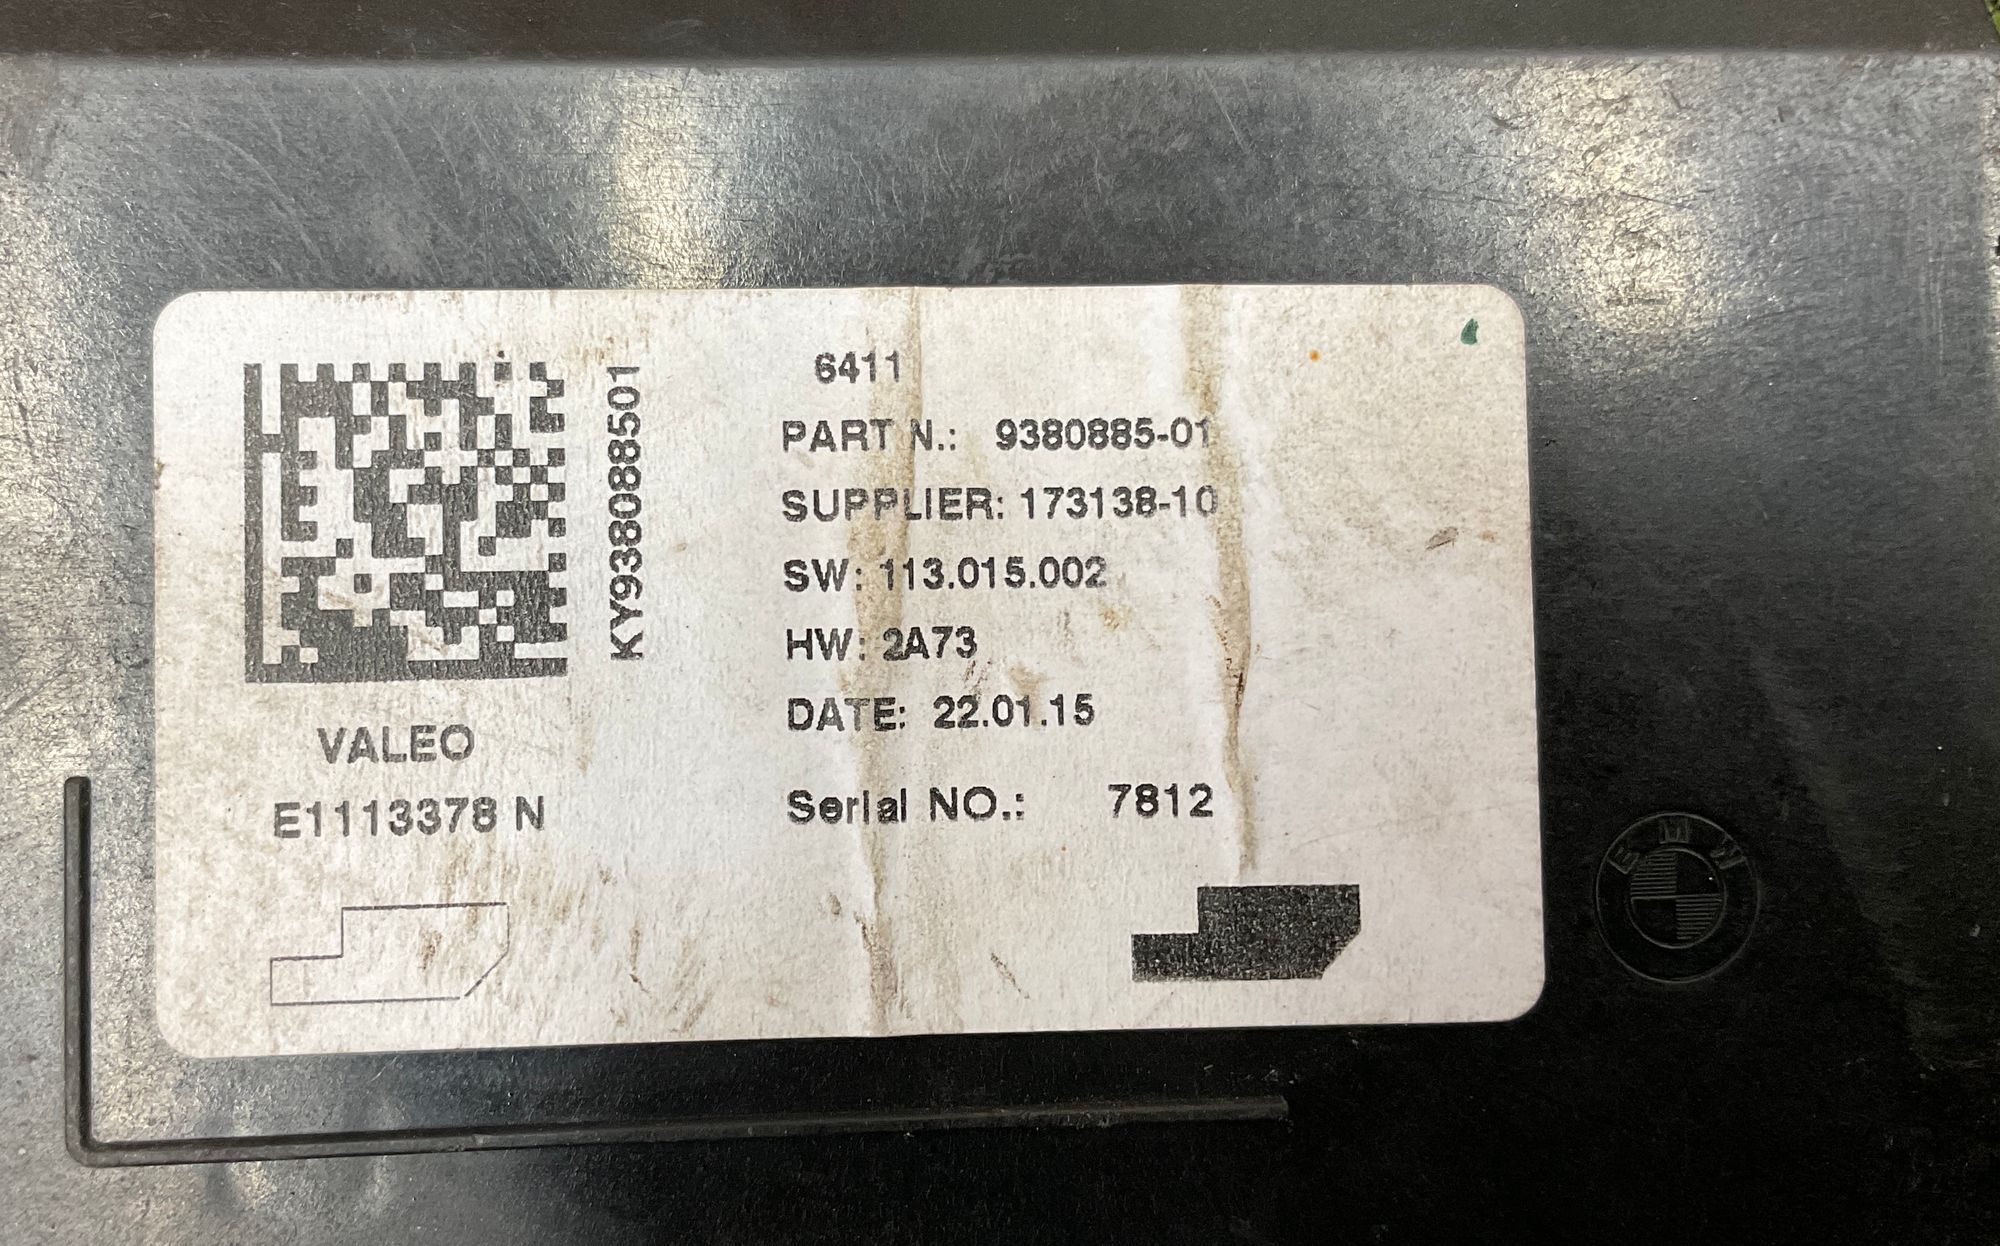 6411
PART N.: 9380885-01
SUPPLIER: 173138-10
SW: 113.015.002
HW: 2A73
DATE: 22.01.15
Serial NO.: 7812
KY938088501
VALEO
E1113378 N
BMW